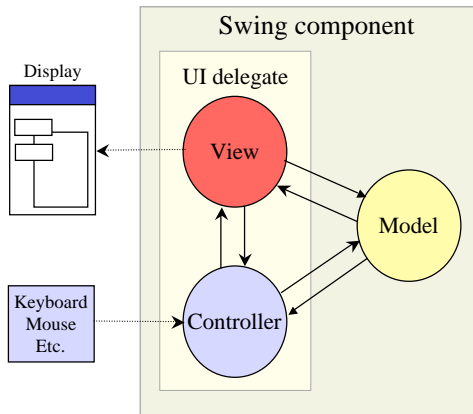 Swing component
Display
UI delegate
View
Model
Keyboard
Mouse
Etc.
Controller